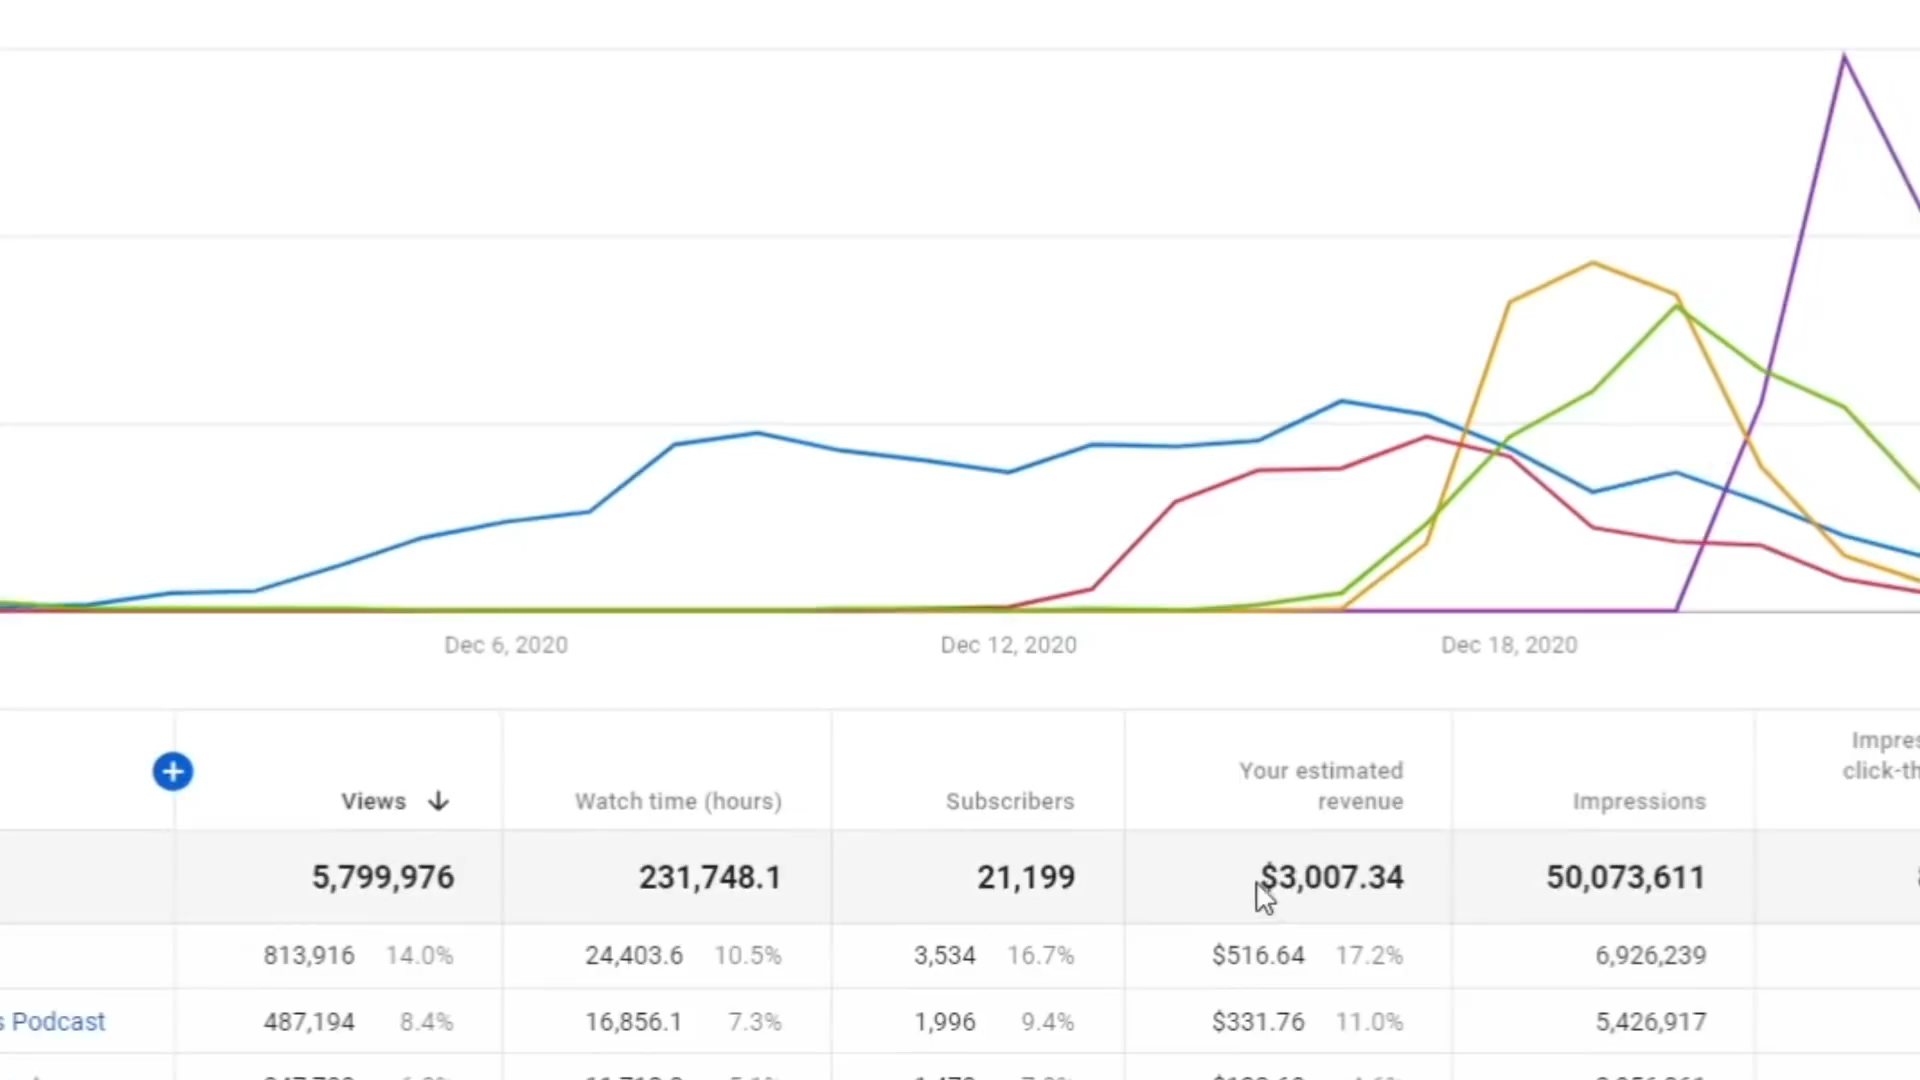 Dec 6, 2020 Dec 12, 2020 Dec 18, 2020
Impres
Your estimated click-th
Views Watch time (hours) Subscribers revenue Impressions
5,799,976 231,748.1 21,199 $3,007.34 50,073,611
813,916 14.0% 24,403.6 10.5% 3,534 16.7% $516.64 17.2% 6,926,239
s Podcast 487,194 8.4% 16,856.1 7.3% 1,996 9.4% $331.76 11.0% 5,426,917